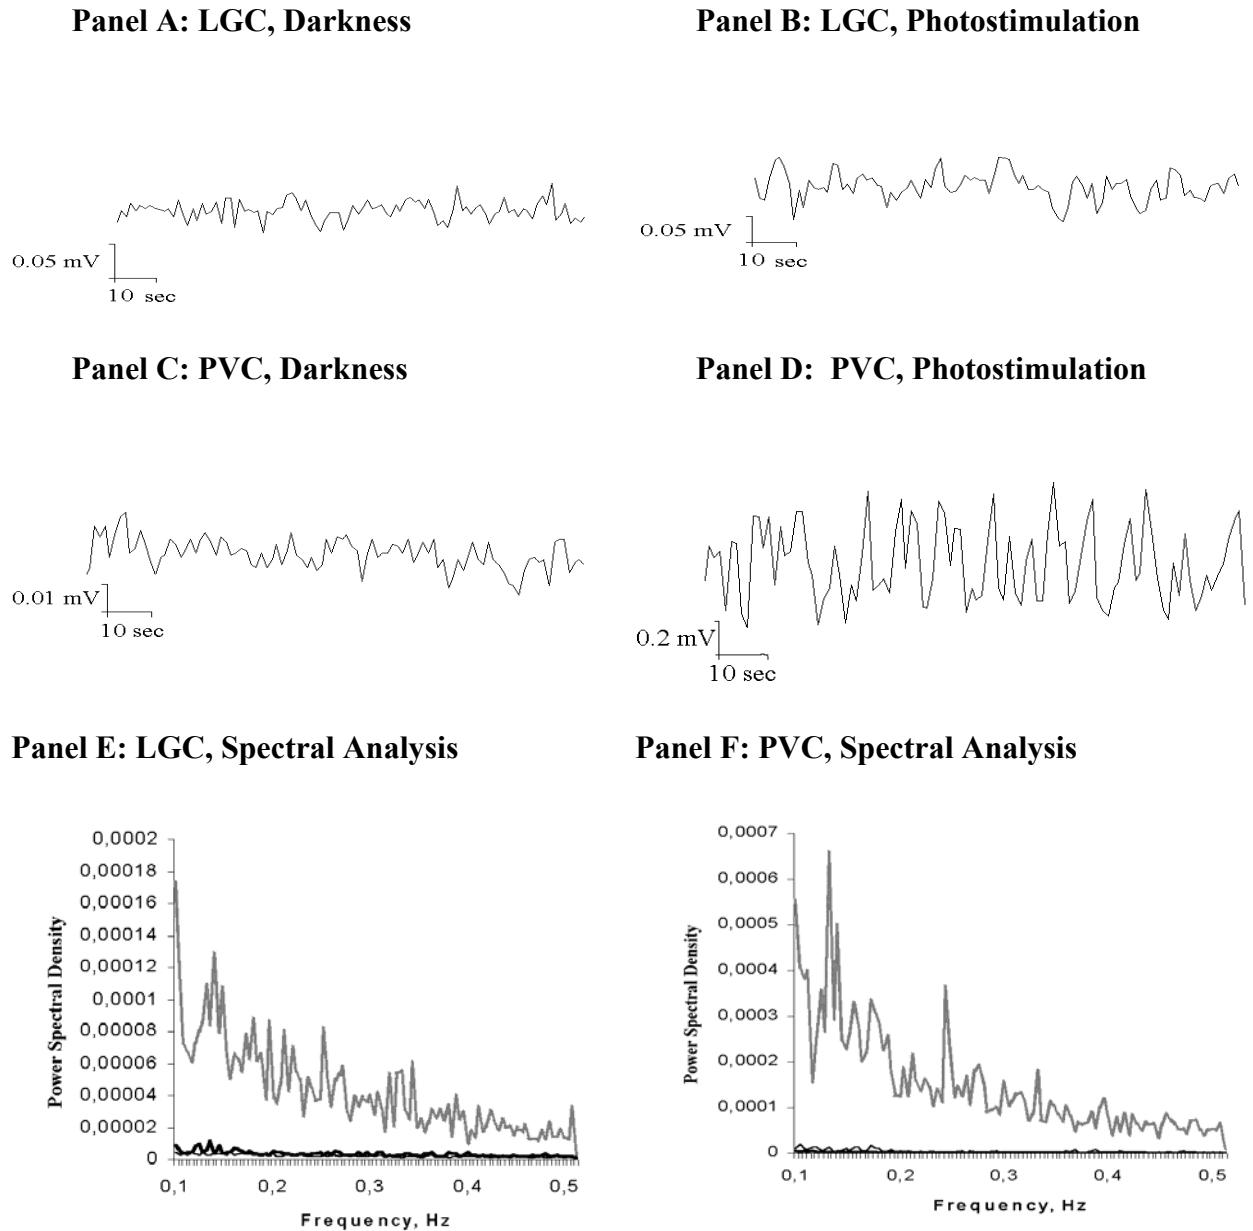 Panel A: LGC, Darkness
Panel B: LGC, Photostimulation
0.05 mV
10 sec
0.05 mV
10 sec
Panel C: PVC, Darkness
Panel D: PVC, Photostimulation
0.01 mV
10 sec
0.2 mV
10 sec
Panel E: LGC, Spectral Analysis
Panel F: PVC, Spectral Analysis
Power Spectral Density
0,0002
0,00018
0,00016
0,00014
0,00012
0,0001
0,00008
0,00006
0,00004
0,00002
0
0,1 0,2 0,3 0,4 0,5
Frequency, Hz
Power Spectral Density
0,0007
0,0006
0,0005
0,0004
0,0003
0,0002
0,0001
0
0,1 0,2 0,3 0,4 0,5
Frequency, Hz